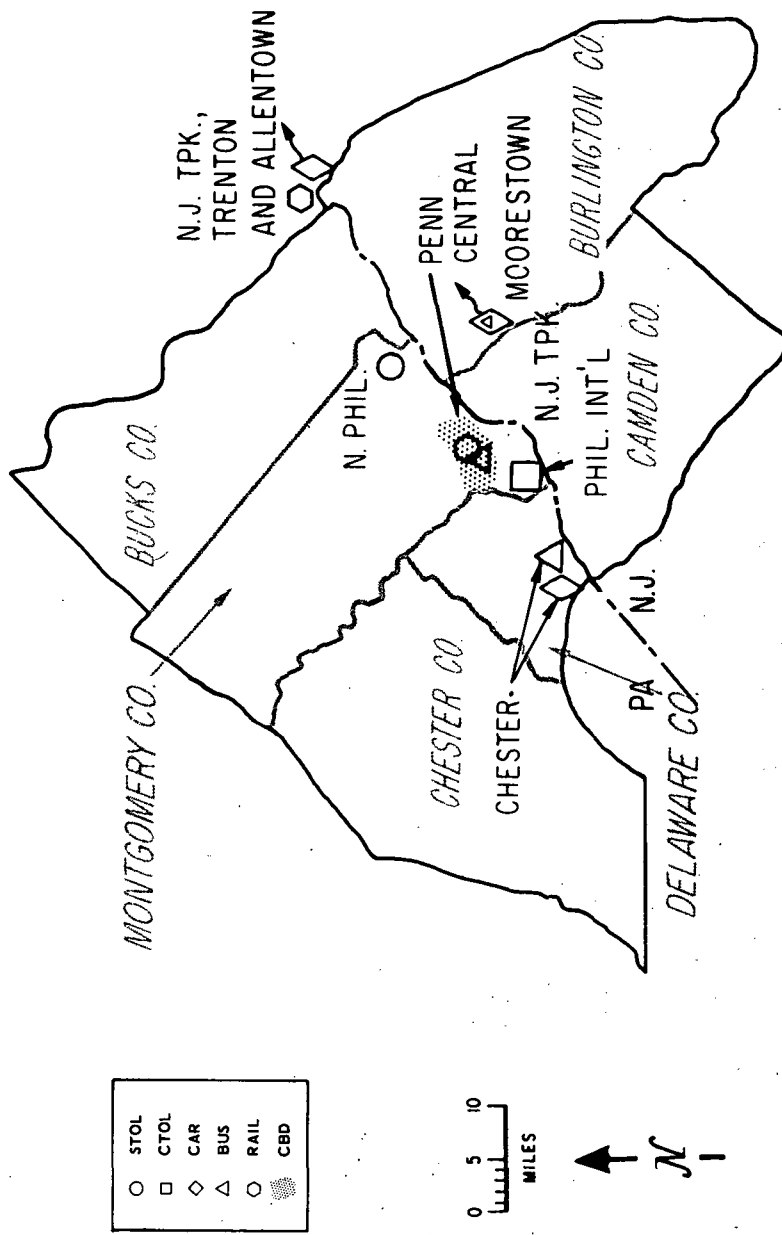 N.J. TPK.,
TRENTON
AND ALLENTOWN
BUCKS CO.
MONTGOMERY CO.
N. PHIL.
PENN
CENTRAL
MOORESTOWN
BURLINGTON CO.
N.J. TPK.
PHIL. INT'L
CAMDEN CO.
CHESTER CO.
CHESTER
N.J.
PA
DELAWARE CO.
STOL
CTOL
CAR
BUS
RAIL
CBD
0 5 10
MILES
N